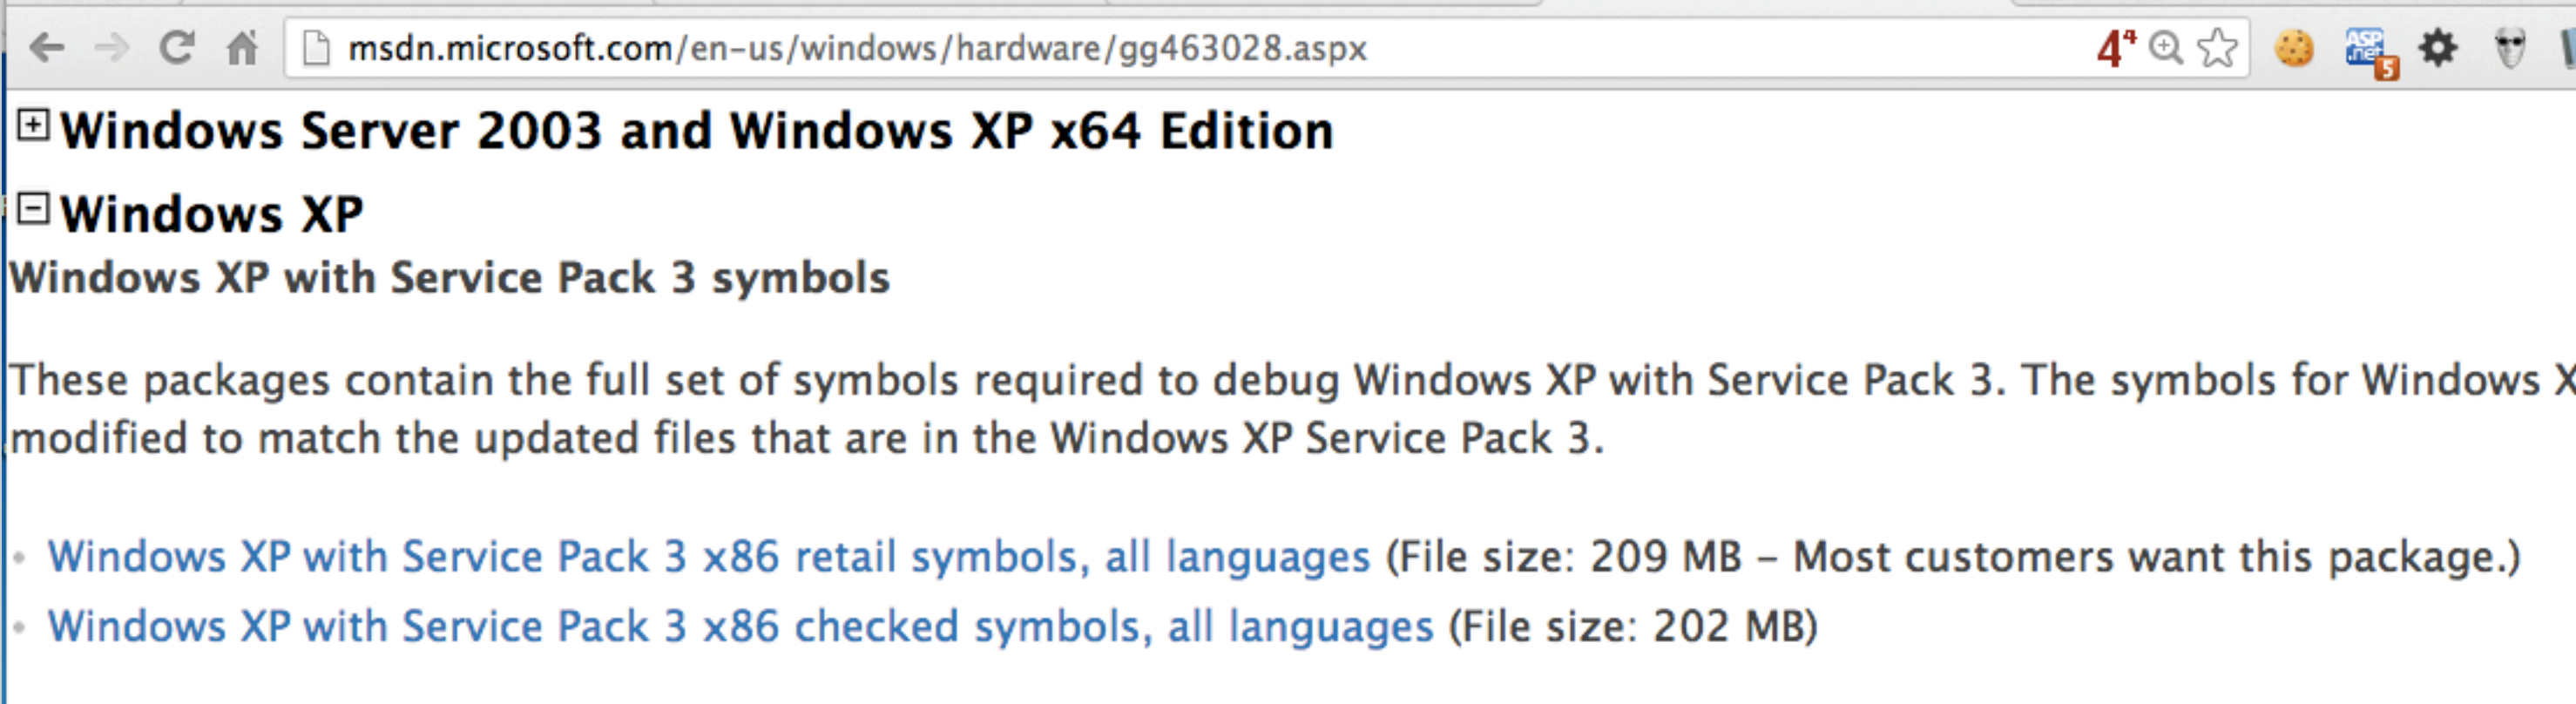 msdn.microsoft.com/en-us/windows/hardware/gg463028.aspx 4⁴ ASP .net 5
Windows Server 2003 and Windows XP x64 Edition
Windows XP
Windows XP with Service Pack 3 symbols
These packages contain the full set of symbols required to debug Windows XP with Service Pack 3. The symbols for Windows X
modified to match the updated files that are in the Windows XP Service Pack 3.
Windows XP with Service Pack 3 x86 retail symbols, all languages (File size: 209 MB – Most customers want this package.)
Windows XP with Service Pack 3 x86 checked symbols, all languages (File size: 202 MB)